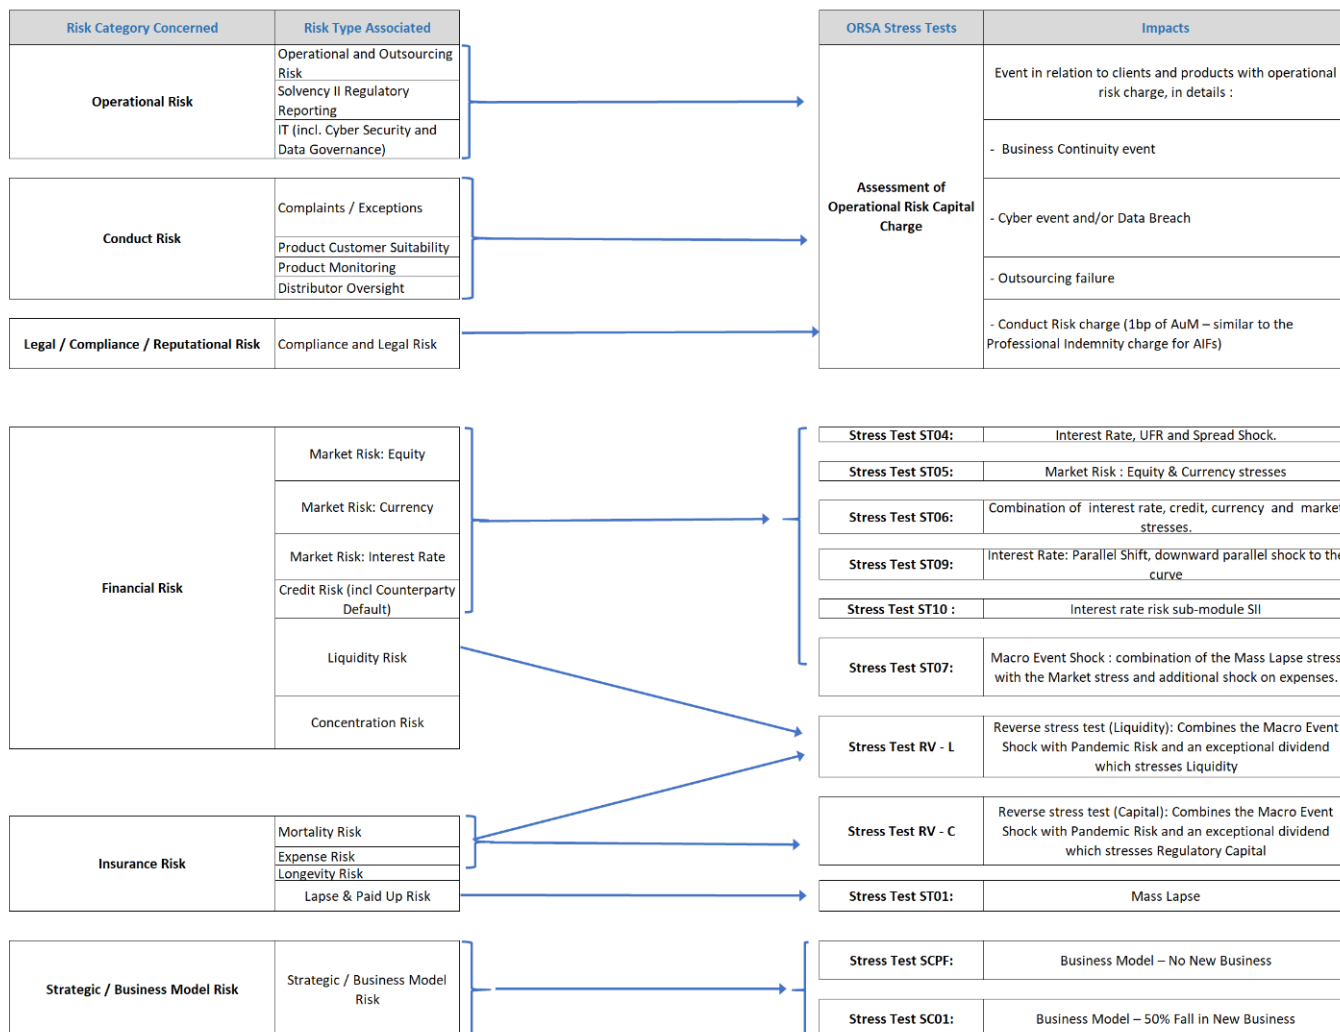 Risk Category Concerned
Risk Type Associated
ORSA Stress Tests
Impacts
Operational Risk
Operational and Outsourcing
Risk
Solvency II Regulatory
Reporting
IT (incl. Cyber Security and
Data Governance)
Conduct Risk
Complaints / Exceptions
Product Customer Suitability
Product Monitoring
Distributor Oversight
Legal / Compliance / Reputational Risk
Compliance and Legal Risk
Assessment of
Operational Risk Capital
Charge
Event in relation to clients and products with operational
risk charge, in details :
- Business Continuity event
- Cyber event and/or Data Breach
- Outsourcing failure
- Conduct Risk charge (1bp of AuM – similar to the
Professional Indemnity charge for AIFs)
Financial Risk
Market Risk: Equity
Market Risk: Currency
Market Risk: Interest Rate
Credit Risk (incl Counterparty
Default)
Liquidity Risk
Concentration Risk
Stress Test ST04:
Interest Rate, UFR and Spread Shock.
Stress Test ST05:
Market Risk : Equity & Currency stresses
Stress Test ST06:
Combination of interest rate, credit, currency and market
stresses.
Stress Test ST09:
Interest Rate: Parallel Shift, downward parallel shock to the
curve
Stress Test ST10 :
Interest rate risk sub-module SII
Stress Test ST07:
Macro Event Shock : combination of the Mass Lapse stress
with the Market stress and additional shock on expenses.
Stress Test RV - L
Reverse stress test (Liquidity): Combines the Macro Event
Shock with Pandemic Risk and an exceptional dividend
which stresses Liquidity
Insurance Risk
Mortality Risk
Expense Risk
Longevity Risk
Lapse & Paid Up Risk
Stress Test RV - C
Reverse stress test (Capital): Combines the Macro Event
Shock with Pandemic Risk and an exceptional dividend
which stresses Regulatory Capital
Stress Test ST01:
Mass Lapse
Strategic / Business Model Risk
Strategic / Business Model
Risk
Stress Test SCPF:
Business Model – No New Business
Stress Test SC01:
Business Model – 50% Fall in New Business